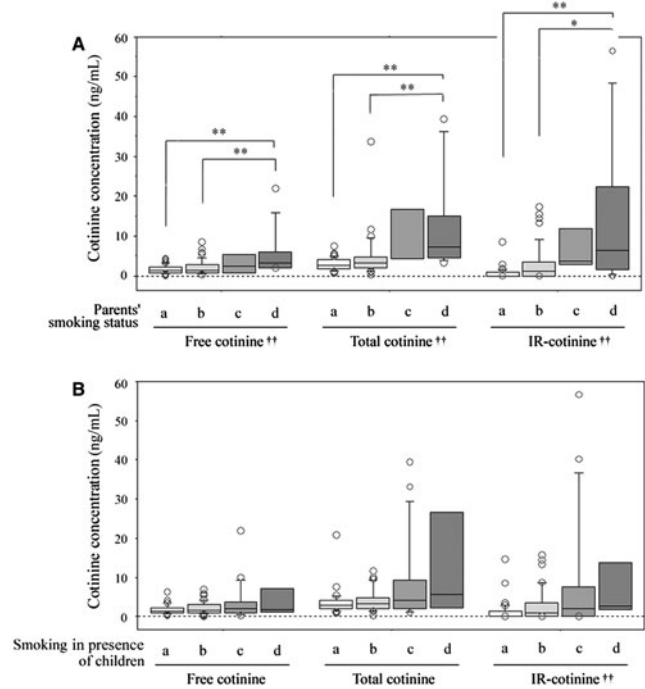 A
**
*
**
**
**
**
Cotinine concentration (ng/mL)
60
50
40
30
20
10
0
Parents'
smoking status
a b c d a b c d a b c d
Free cotinine †† Total cotinine †† IR-cotinine ††
B
Cotinine concentration (ng/mL)
60
50
40
30
20
10
0
Smoking in presence
of children
a b c d a b c d a b c d
Free cotinine Total cotinine IR-cotinine ††